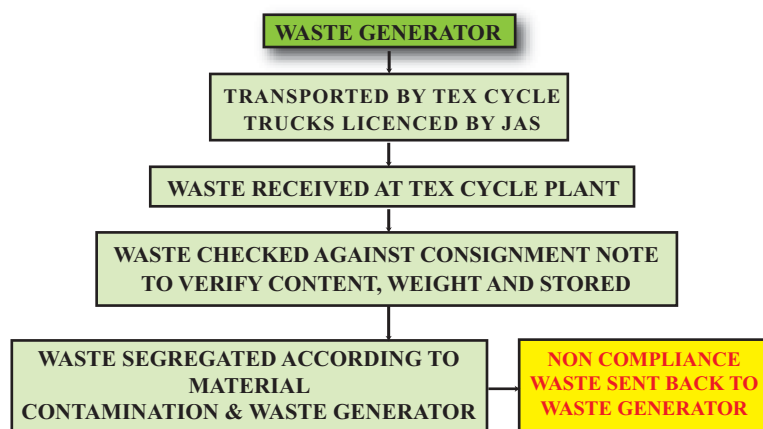 WASTE GENERATOR
TRANSPORTED BY TEX CYCLE
TRUCKS LICENCED BY JAS
WASTE RECEIVED AT TEX CYCLE PLANT
WASTE CHECKED AGAINST CONSIGNMENT NOTE
TO VERIFY CONTENT, WEIGHT AND STORED
WASTE SEGREGATED ACCORDING TO
MATERIAL
CONTAMINATION & WASTE GENERATOR
NON COMPLIANCE
WASTE SENT BACK TO
WASTE GENERATOR